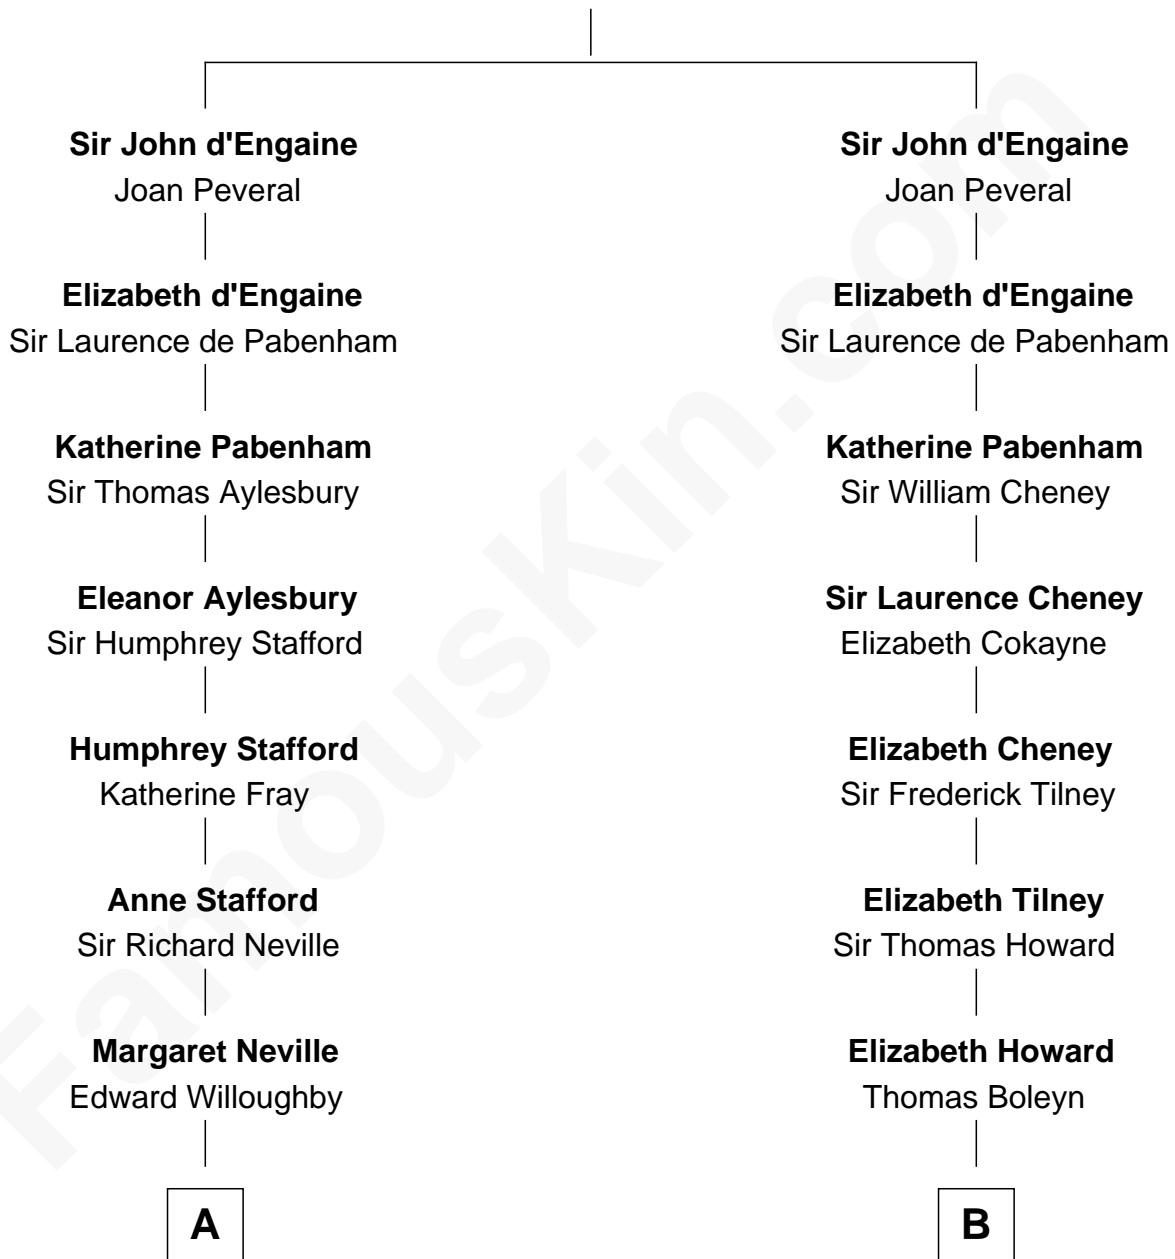 Sir John d'Engaine
Joan Peveral
Elizabeth d'Engaine
Sir Laurence de Pabenham
Katherine Pabenham
Sir Thomas Aylesbury
Eleanor Aylesbury
Sir Humphrey Stafford
Humphrey Stafford
Katherine Fray
Anne Stafford
Sir Richard Neville
Margaret Neville
Edward Willoughby
A
Sir John d'Engaine
Joan Peveral
Elizabeth d'Engaine
Sir Laurence de Pabenham
Katherine Pabenham
Sir William Cheney
Sir Laurence Cheney
Elizabeth Cokayne
Elizabeth Cheney
Sir Frederick Tilney
Elizabeth Tilney
Sir Thomas Howard
Elizabeth Howard
Thomas Boleyn
B
FamousKin.com